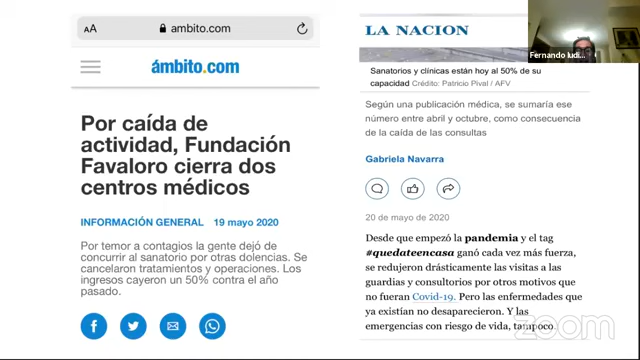 AA
ámbito.com
ámbito.com
Por caída de
actividad, Fundación
Favaloro cierra dos
centros médicos
INFORMACIÓN GENERAL 19 mayo 2020
Por temor a contagios la gente dejó de
concurrir al sanatorio por otras dolencias. Se
cancelaron tratamientos y operaciones. Los
ingresos cayeron un 50% contra el año
pasado.
LA NACION
Sanatorios y clínicas están hoy al 50% de su
capacidad Crédito: Patricio Pival / AFV
Según una publicación médica, se sumaría ese
número entre abril y octubre, como consecuencia
de la caída de las consultas
Gabriela Navarra
20 de mayo de 2020
Desde que empezó la pandemia y el tag
#quedateencasa ganó cada vez más fuerza,
se redujeron drásticamente las visitas a las
guardias y consultorios por otros motivos que
no fueran Covid-19. Pero las enfermedades que
ya existían no desaparecieron. Y las
emergencias con riesgo de vida, tampoco.
Fernando Iudi...
zoom